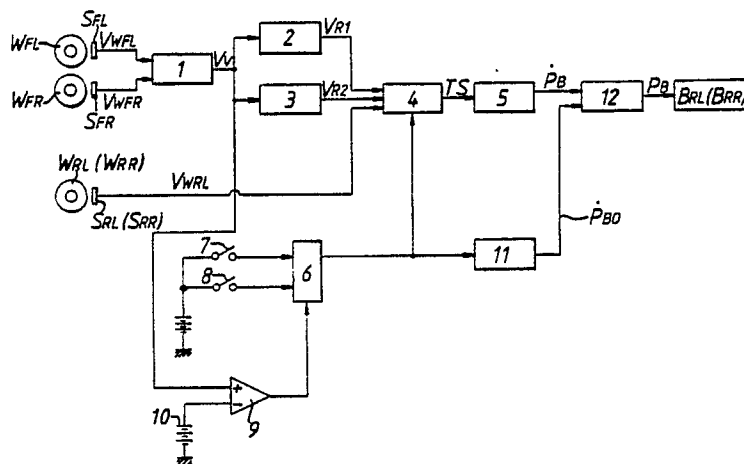 SFL
WFL
VWFL
1
VV
2
VR1
WFR
SFR
VWFR
3
VR2
4
TS
5
ṖB
12
PB
BRL (BRR)
WRL (WRR)
SRL (SRR)
VWRL
ṖBO
7
8
6
11
10
+
−
9